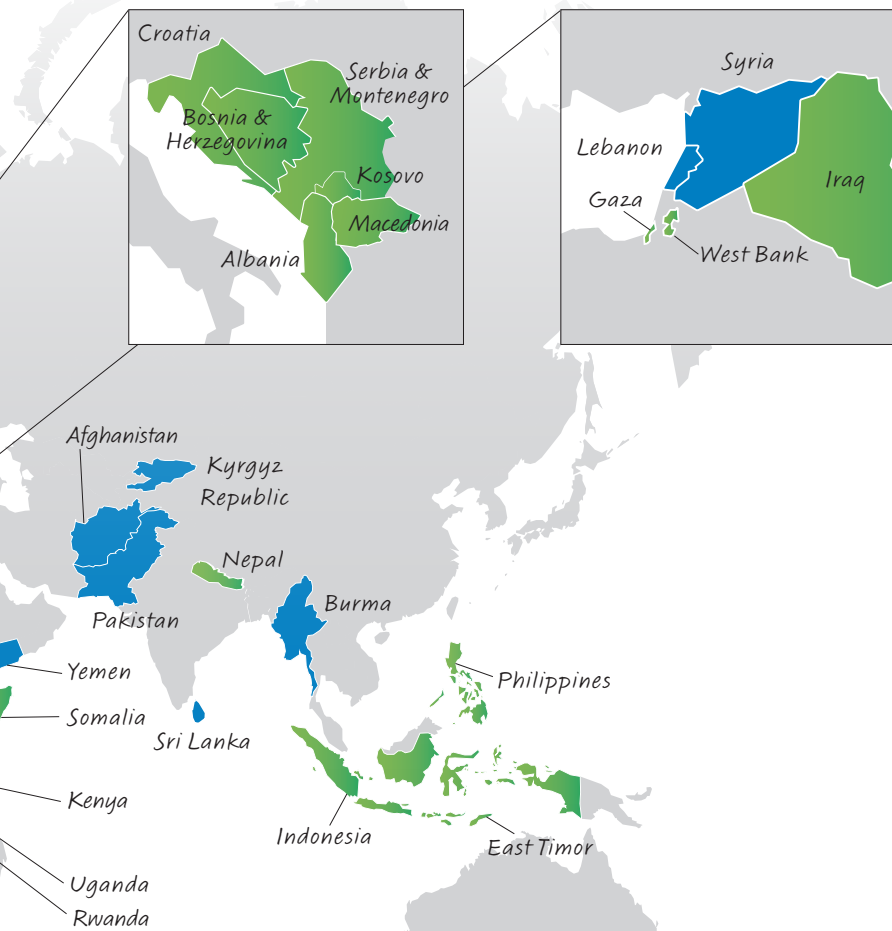 Croatia
Serbia &
Montenegro
Bosnia &
Herzegovina
Kosovo
Macedonia
Albania
Syria
Lebanon
Gaza
Iraq
West Bank
Afghanistan
Kyrgyz
Republic
Nepal
Burma
Pakistan
Yemen
Somalia
Sri Lanka
Philippines
Kenya
Indonesia
East Timor
Uganda
Rwanda